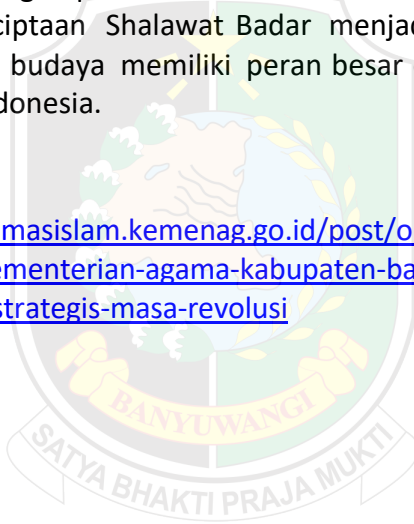 ciptaan Shalawat Badar
budaya memiliki peran besar
donesia.
masislam.kemenag.go.id/post/o
ementerian-agama-kabupaten-ba
strategis-masa-revolusi
BANYUWANGI
SATYA BHAKTI PRAJA MUKTI